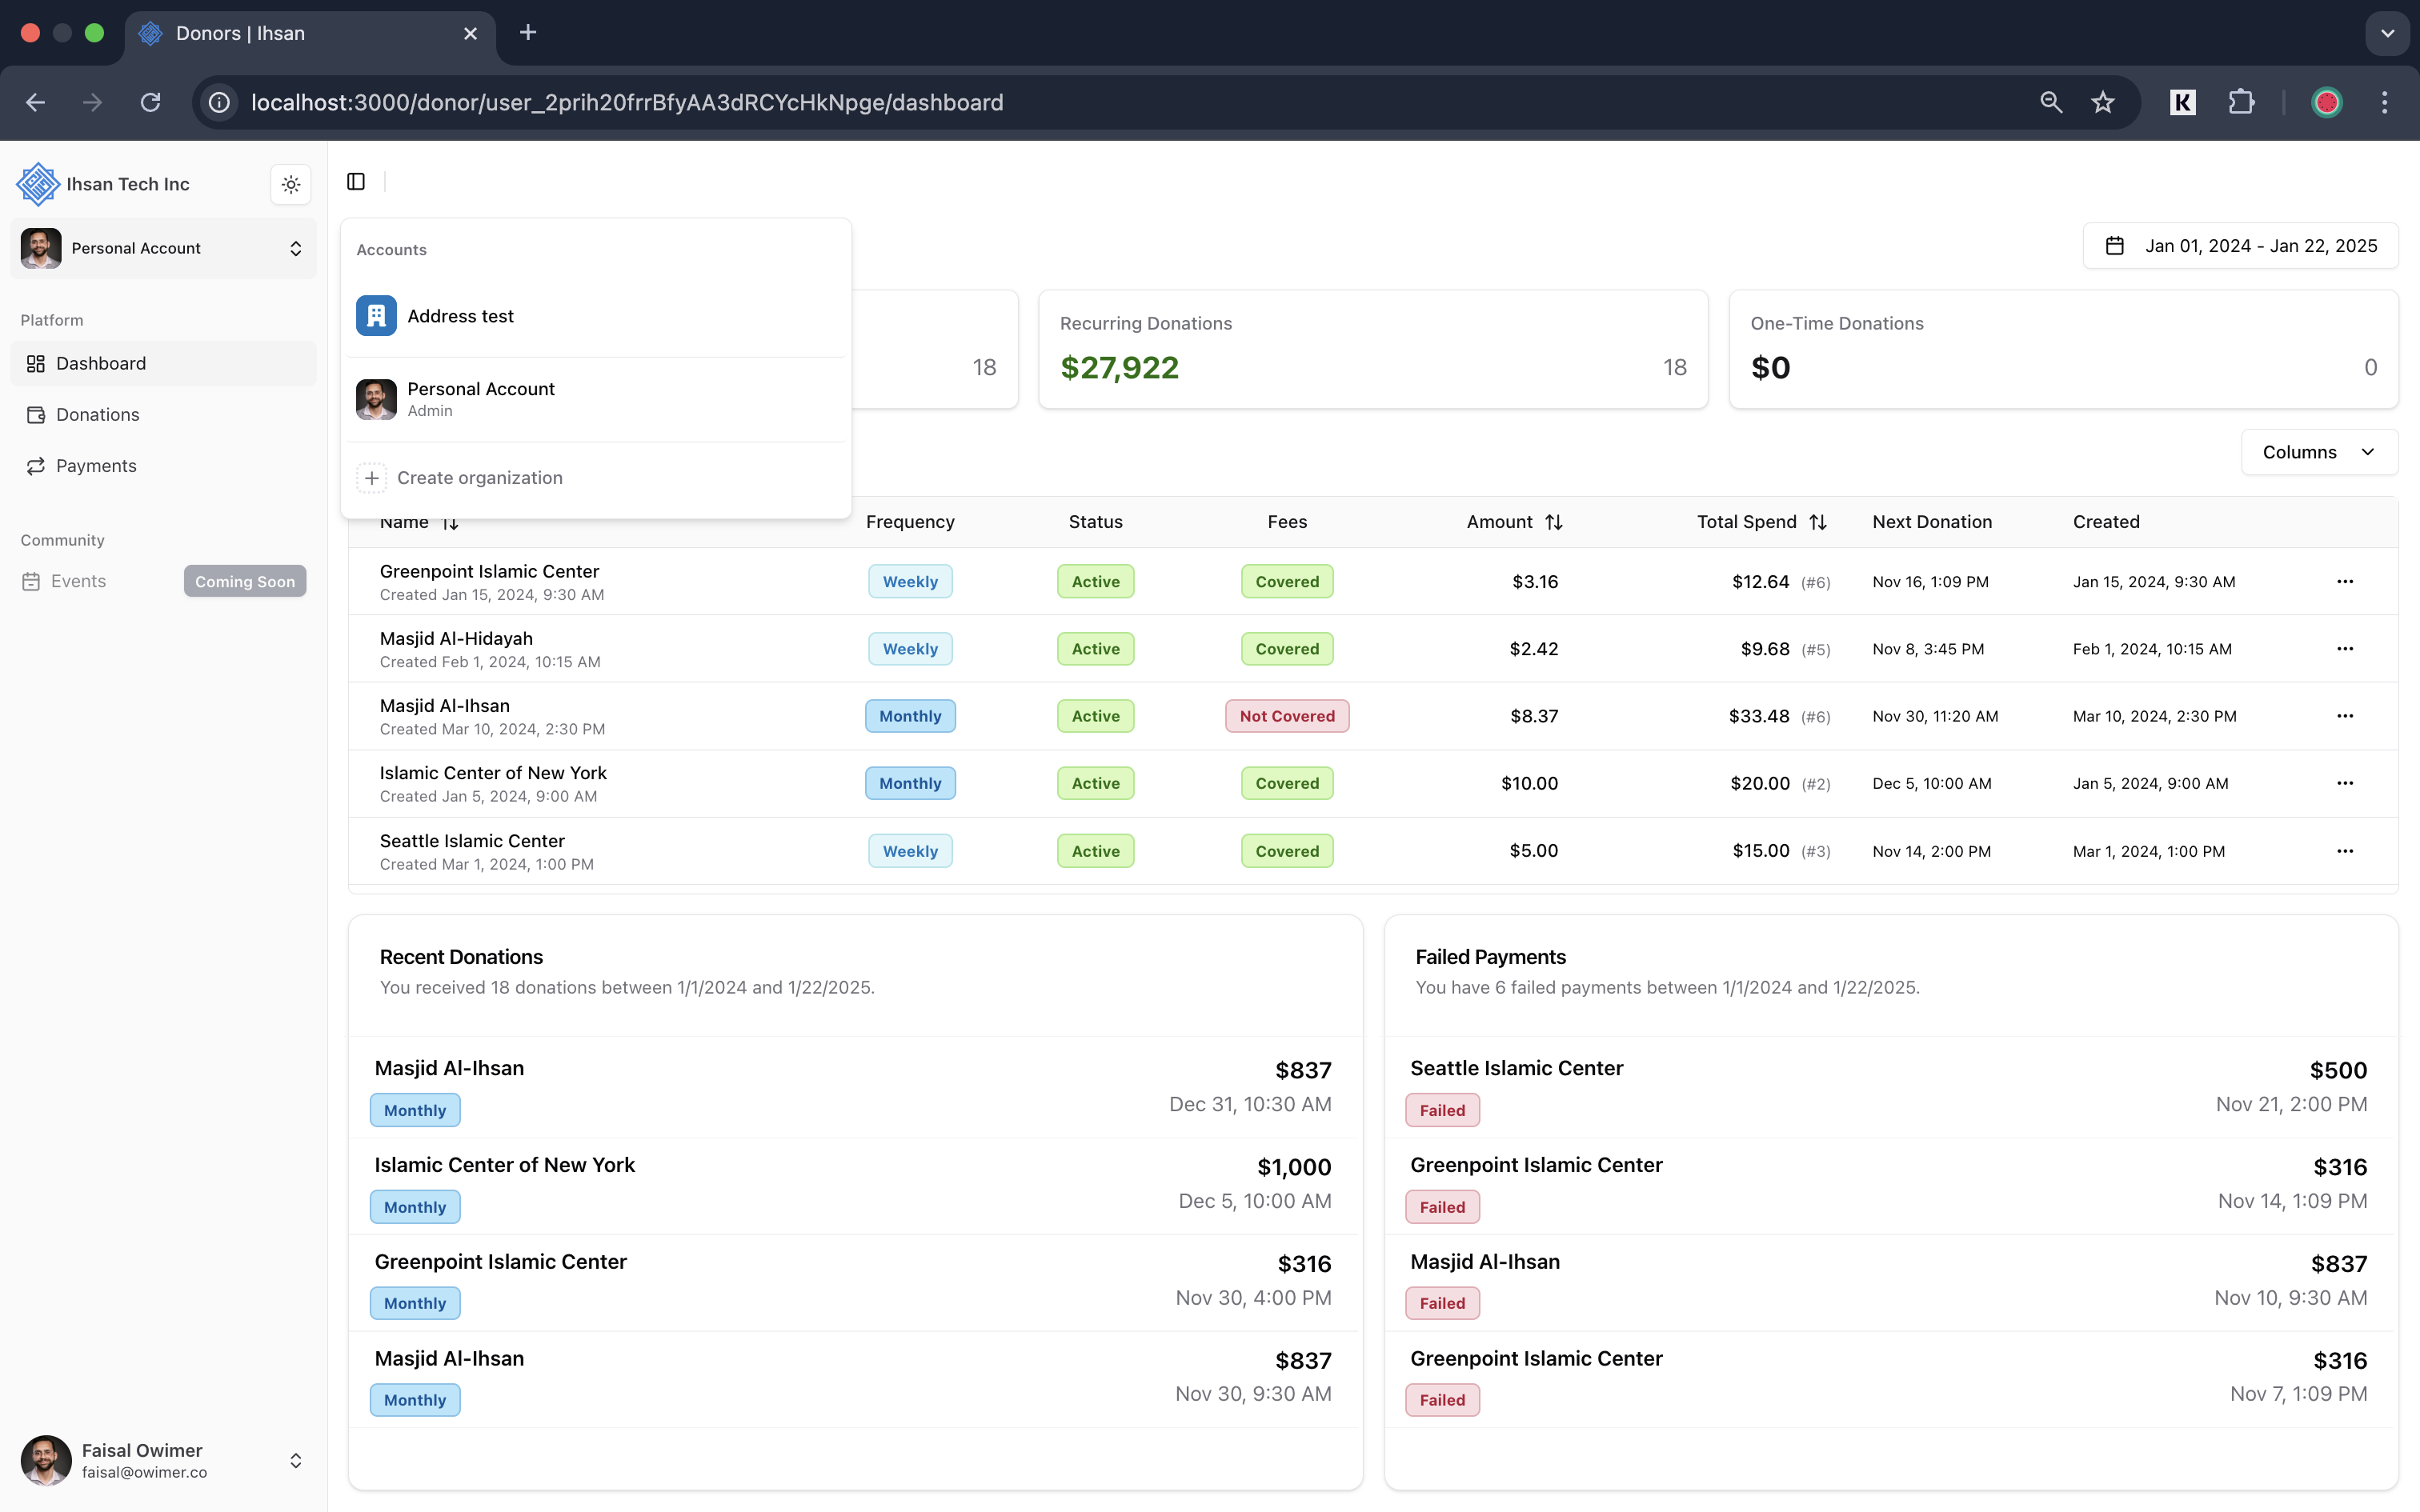 Donors | Ihsan
localhost:3000/donor/user_2prih20frrBfyAA3dRCYcHkNpge/dashboard
K
Ihsan Tech Inc
Personal Account
Platform
Dashboard
Donations
Payments
Community
Events
Coming Soon
Faisal Owimer
faisal@owimer.co
Accounts
Address test
Personal Account
Admin
Create organization
Jan 01, 2024 - Jan 22, 2025
18
Recurring Donations
$27,922
18
One-Time Donations
$0
0
Columns
Name Frequency Status Fees Amount Total Spend Next Donation Created
Greenpoint Islamic Center
Created Jan 15, 2024, 9:30 AM
Weekly Active Covered $3.16 $12.64 (#6) Nov 16, 1:09 PM Jan 15, 2024, 9:30 AM
Masjid Al-Hidayah
Created Feb 1, 2024, 10:15 AM
Weekly Active Covered $2.42 $9.68 (#5) Nov 8, 3:45 PM Feb 1, 2024, 10:15 AM
Masjid Al-Ihsan
Created Mar 10, 2024, 2:30 PM
Monthly Active Not Covered $8.37 $33.48 (#6) Nov 30, 11:20 AM Mar 10, 2024, 2:30 PM
Islamic Center of New York
Created Jan 5, 2024, 9:00 AM
Monthly Active Covered $10.00 $20.00 (#2) Dec 5, 10:00 AM Jan 5, 2024, 9:00 AM
Seattle Islamic Center
Created Mar 1, 2024, 1:00 PM
Weekly Active Covered $5.00 $15.00 (#3) Nov 14, 2:00 PM Mar 1, 2024, 1:00 PM
Recent Donations
You received 18 donations between 1/1/2024 and 1/22/2025.
Masjid Al-Ihsan
$837
Monthly
Dec 31, 10:30 AM
Islamic Center of New York
$1,000
Monthly
Dec 5, 10:00 AM
Greenpoint Islamic Center
$316
Monthly
Nov 30, 4:00 PM
Masjid Al-Ihsan
$837
Monthly
Nov 30, 9:30 AM
Failed Payments
You have 6 failed payments between 1/1/2024 and 1/22/2025.
Seattle Islamic Center
$500
Failed
Nov 21, 2:00 PM
Greenpoint Islamic Center
$316
Failed
Nov 14, 1:09 PM
Masjid Al-Ihsan
$837
Failed
Nov 10, 9:30 AM
Greenpoint Islamic Center
$316
Failed
Nov 7, 1:09 PM